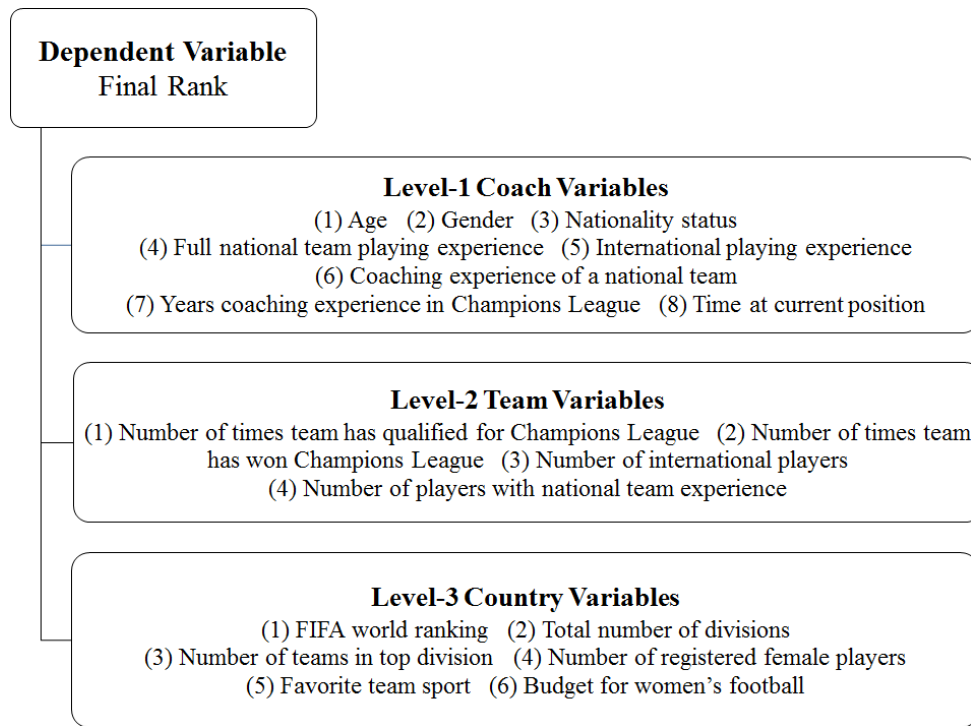 Dependent Variable
Final Rank
Level-1 Coach Variables
(1) Age (2) Gender (3) Nationality status
(4) Full national team playing experience (5) International playing experience
(6) Coaching experience of a national team
(7) Years coaching experience in Champions League (8) Time at current position
Level-2 Team Variables
(1) Number of times team has qualified for Champions League (2) Number of times team
has won Champions League (3) Number of international players
(4) Number of players with national team experience
Level-3 Country Variables
(1) FIFA world ranking (2) Total number of divisions
(3) Number of teams in top division (4) Number of registered female players
(5) Favorite team sport (6) Budget for women’s football